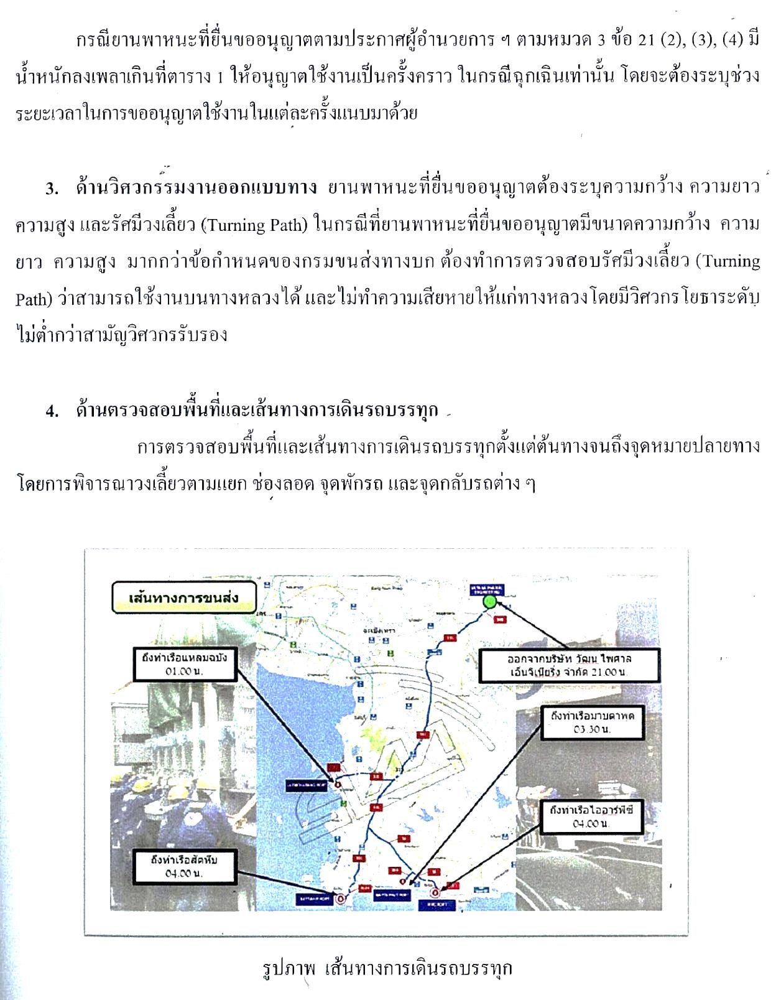 กรณียานพาหนะที่ยื่นขออนุญาตตามประกาศผู้อำนวยการ ฯ ตามหมวด 3 ข้อ 21 (2), (3), (4) มี
น้ำหนักลงเพลาเกินที่ตาราง 1 ให้อนุญาตใช้งานเป็นครั้งคราว ในกรณีฉุกเฉินเท่านั้น โดยจะต้องระบุช่วง
ระยะเวลาในการขออนุญาตใช้งานในแต่ละครั้งแนบมาด้วย
3. ด้านวิศวกรรมงานออกแบบทาง ยานพาหนะที่ยื่นขออนุญาตต้องระบุความกว้าง ความยาว
ความสูง และรัศมีวงเลี้ยว (Turning Path) ในกรณีที่ยานพาหนะที่ยื่นขออนุญาตมีขนาดความกว้าง ความ
ยาว ความสูง มากกว่าข้อกำหนดของกรมขนส่งทางบก ต้องทำการตรวจสอบรัศมีวงเลี้ยว (Turning
Path) ว่าสามารถใช้งานบนทางหลวงได้ และไม่ทำความเสียหายให้แก่ทางหลวงโดยมีวิศวกรโยธาระดับ
ไม่ต่ำกว่าสามัญวิศวกรรับรอง
4. ด้านตรวจสอบพื้นที่และเส้นทางการเดินรถบรรทุก
การตรวจสอบพื้นที่และเส้นทางการเดินรถบรรทุกตั้งแต่ต้นทางจนถึงจุดหมายปลายทาง
โดยการพิจารณาวงเลี้ยวตามแยก ช่องลอด จุดพักรถ และจุดกลับรถต่าง ๆ
เส้นทางการขนส่ง
ฉะเชิงเทรา
ถึงท่าเรือแหลมฉบัง
01.00 น.
ออกจากบริษัท วัฒน ไพศาล
เอ็นจิเนียริ่ง จำกัด 21.00 น.
ถึงท่าเรือมาบตาพุด
03.30 น.
ถึงท่าเรือไออาร์พีซี
04.00 น.
ถึงท่าเรือสัตหีบ
04.00 น.
รูปภาพ เส้นทางการเดินรถบรรทุก